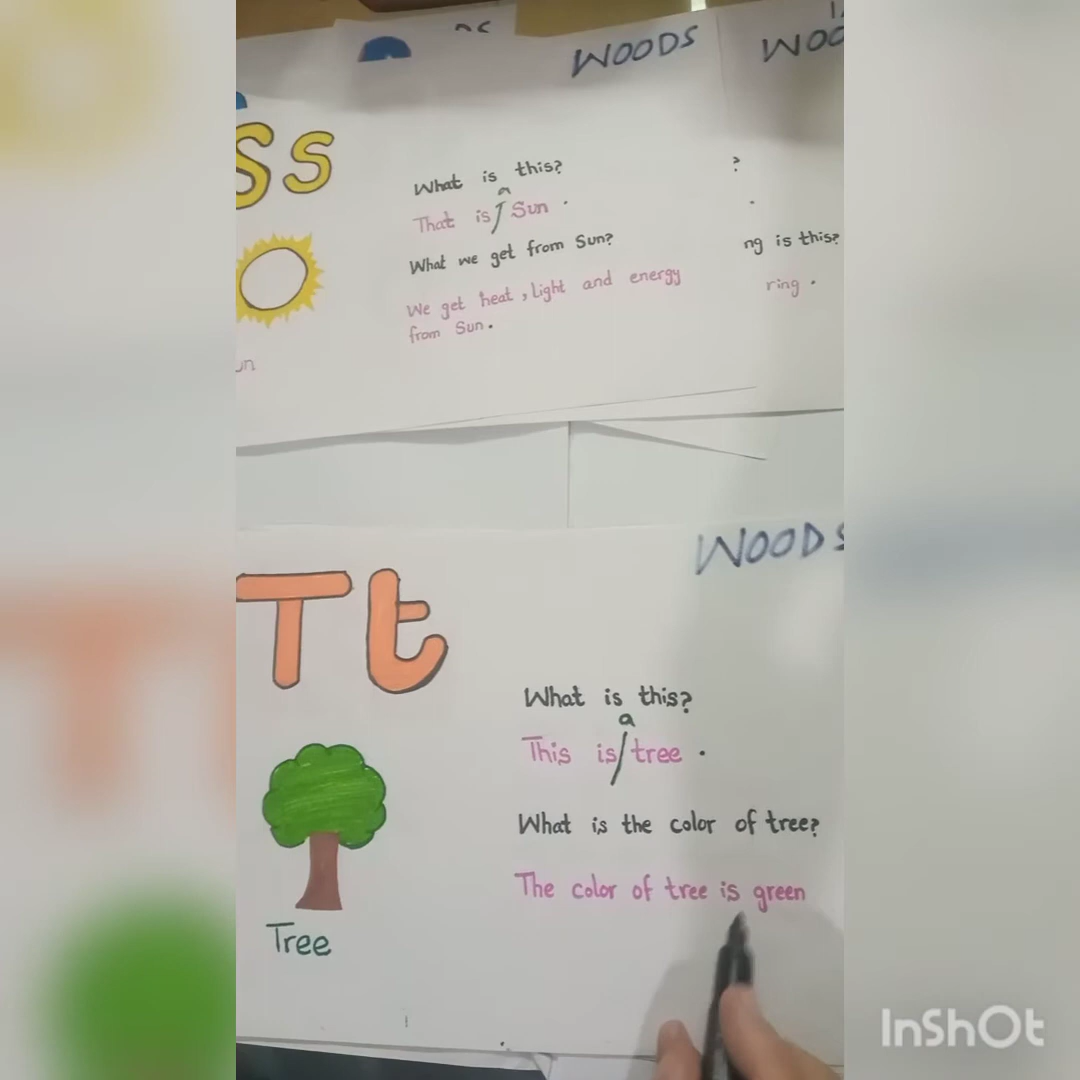 WOODS
Ss
What is this?
a
That is/ Sun .
What we get from Sun?
We get heat, Light and energy
from Sun.
?
.
ng is this?
ring .
WOODS
Tt
What is this?
a
This is/tree .
What is the color of tree?
The color of tree is green
Tree
InShOt